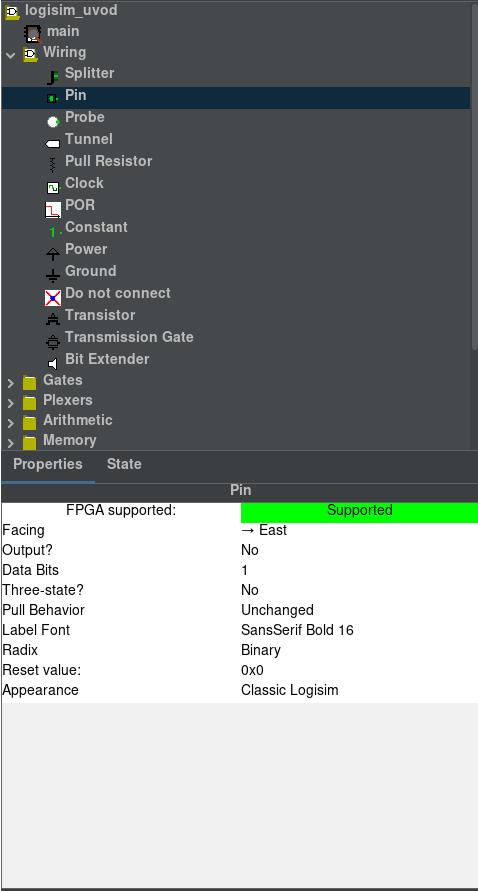 logisim_uvod
main
Wiring
Splitter
Pin
Probe
Tunnel
Pull Resistor
Clock
POR
Constant
Power
Ground
Do not connect
Transistor
Transmission Gate
Bit Extender
Gates
Plexers
Arithmetic
Memory
Properties State
Pin
FPGA supported: Supported
Facing → East
Output? No
Data Bits 1
Three-state? No
Pull Behavior Unchanged
Label Font SansSerif Bold 16
Radix Binary
Reset value: 0x0
Appearance Classic Logisim